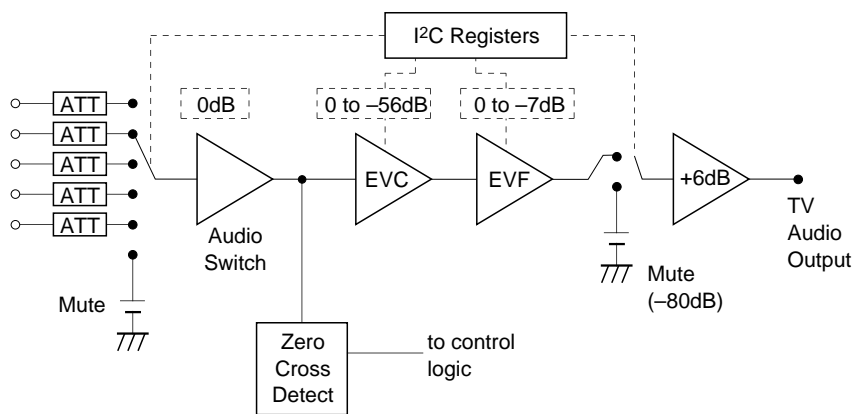 I²C Registers
0dB
0 to –56dB
0 to –7dB
ATT
ATT
ATT
ATT
ATT
EVC
EVF
+6dB
Audio
Switch
TV
Audio
Output
Mute
Mute
(–80dB)
Zero
Cross
Detect
to control
logic